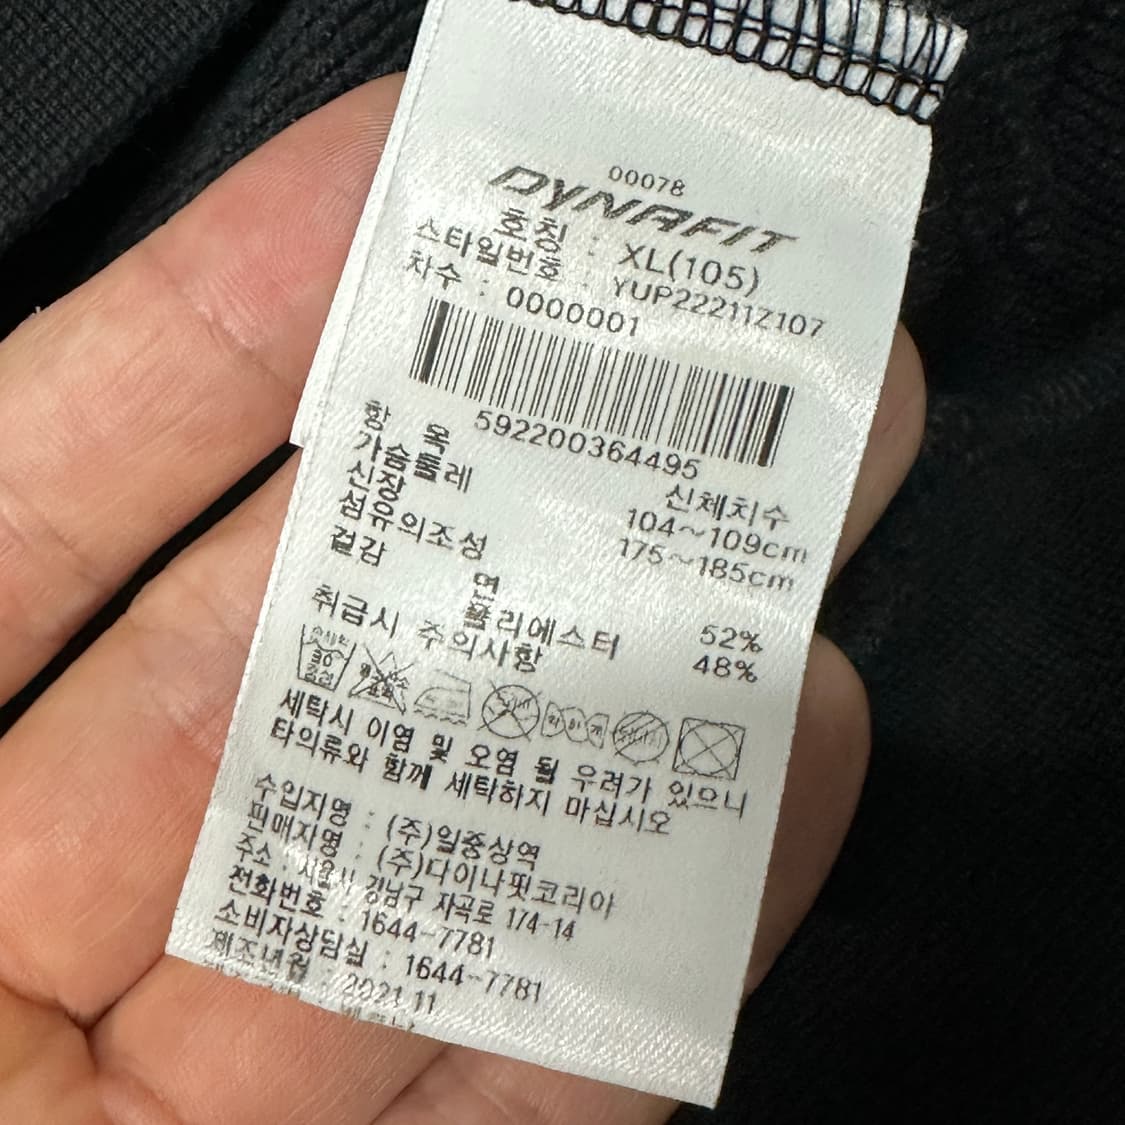 00078
DYNAFIT
호칭 : XL(105)
스타일번호 : YUP22211Z107
차수 : 0000001
592200364495
항 목 신체치수
가슴둘레 104~109cm
신장 175~185cm
섬유의조성
겉감
면 52%
폴리에스터 48%
취급시 주의사항
30
중성
세탁시 이염 및 오염 될 우려가 있으니
타의류와 함께 세탁하지 마십시오
수입자명 : (주)일중상역
판매자명 : (주)다이나핏코리아
주소 : 서울시 강남구 자곡로 174-14
전화번호 : 1644-7781
소비자상담실 : 1644-7781
제조년월 : 2021.11